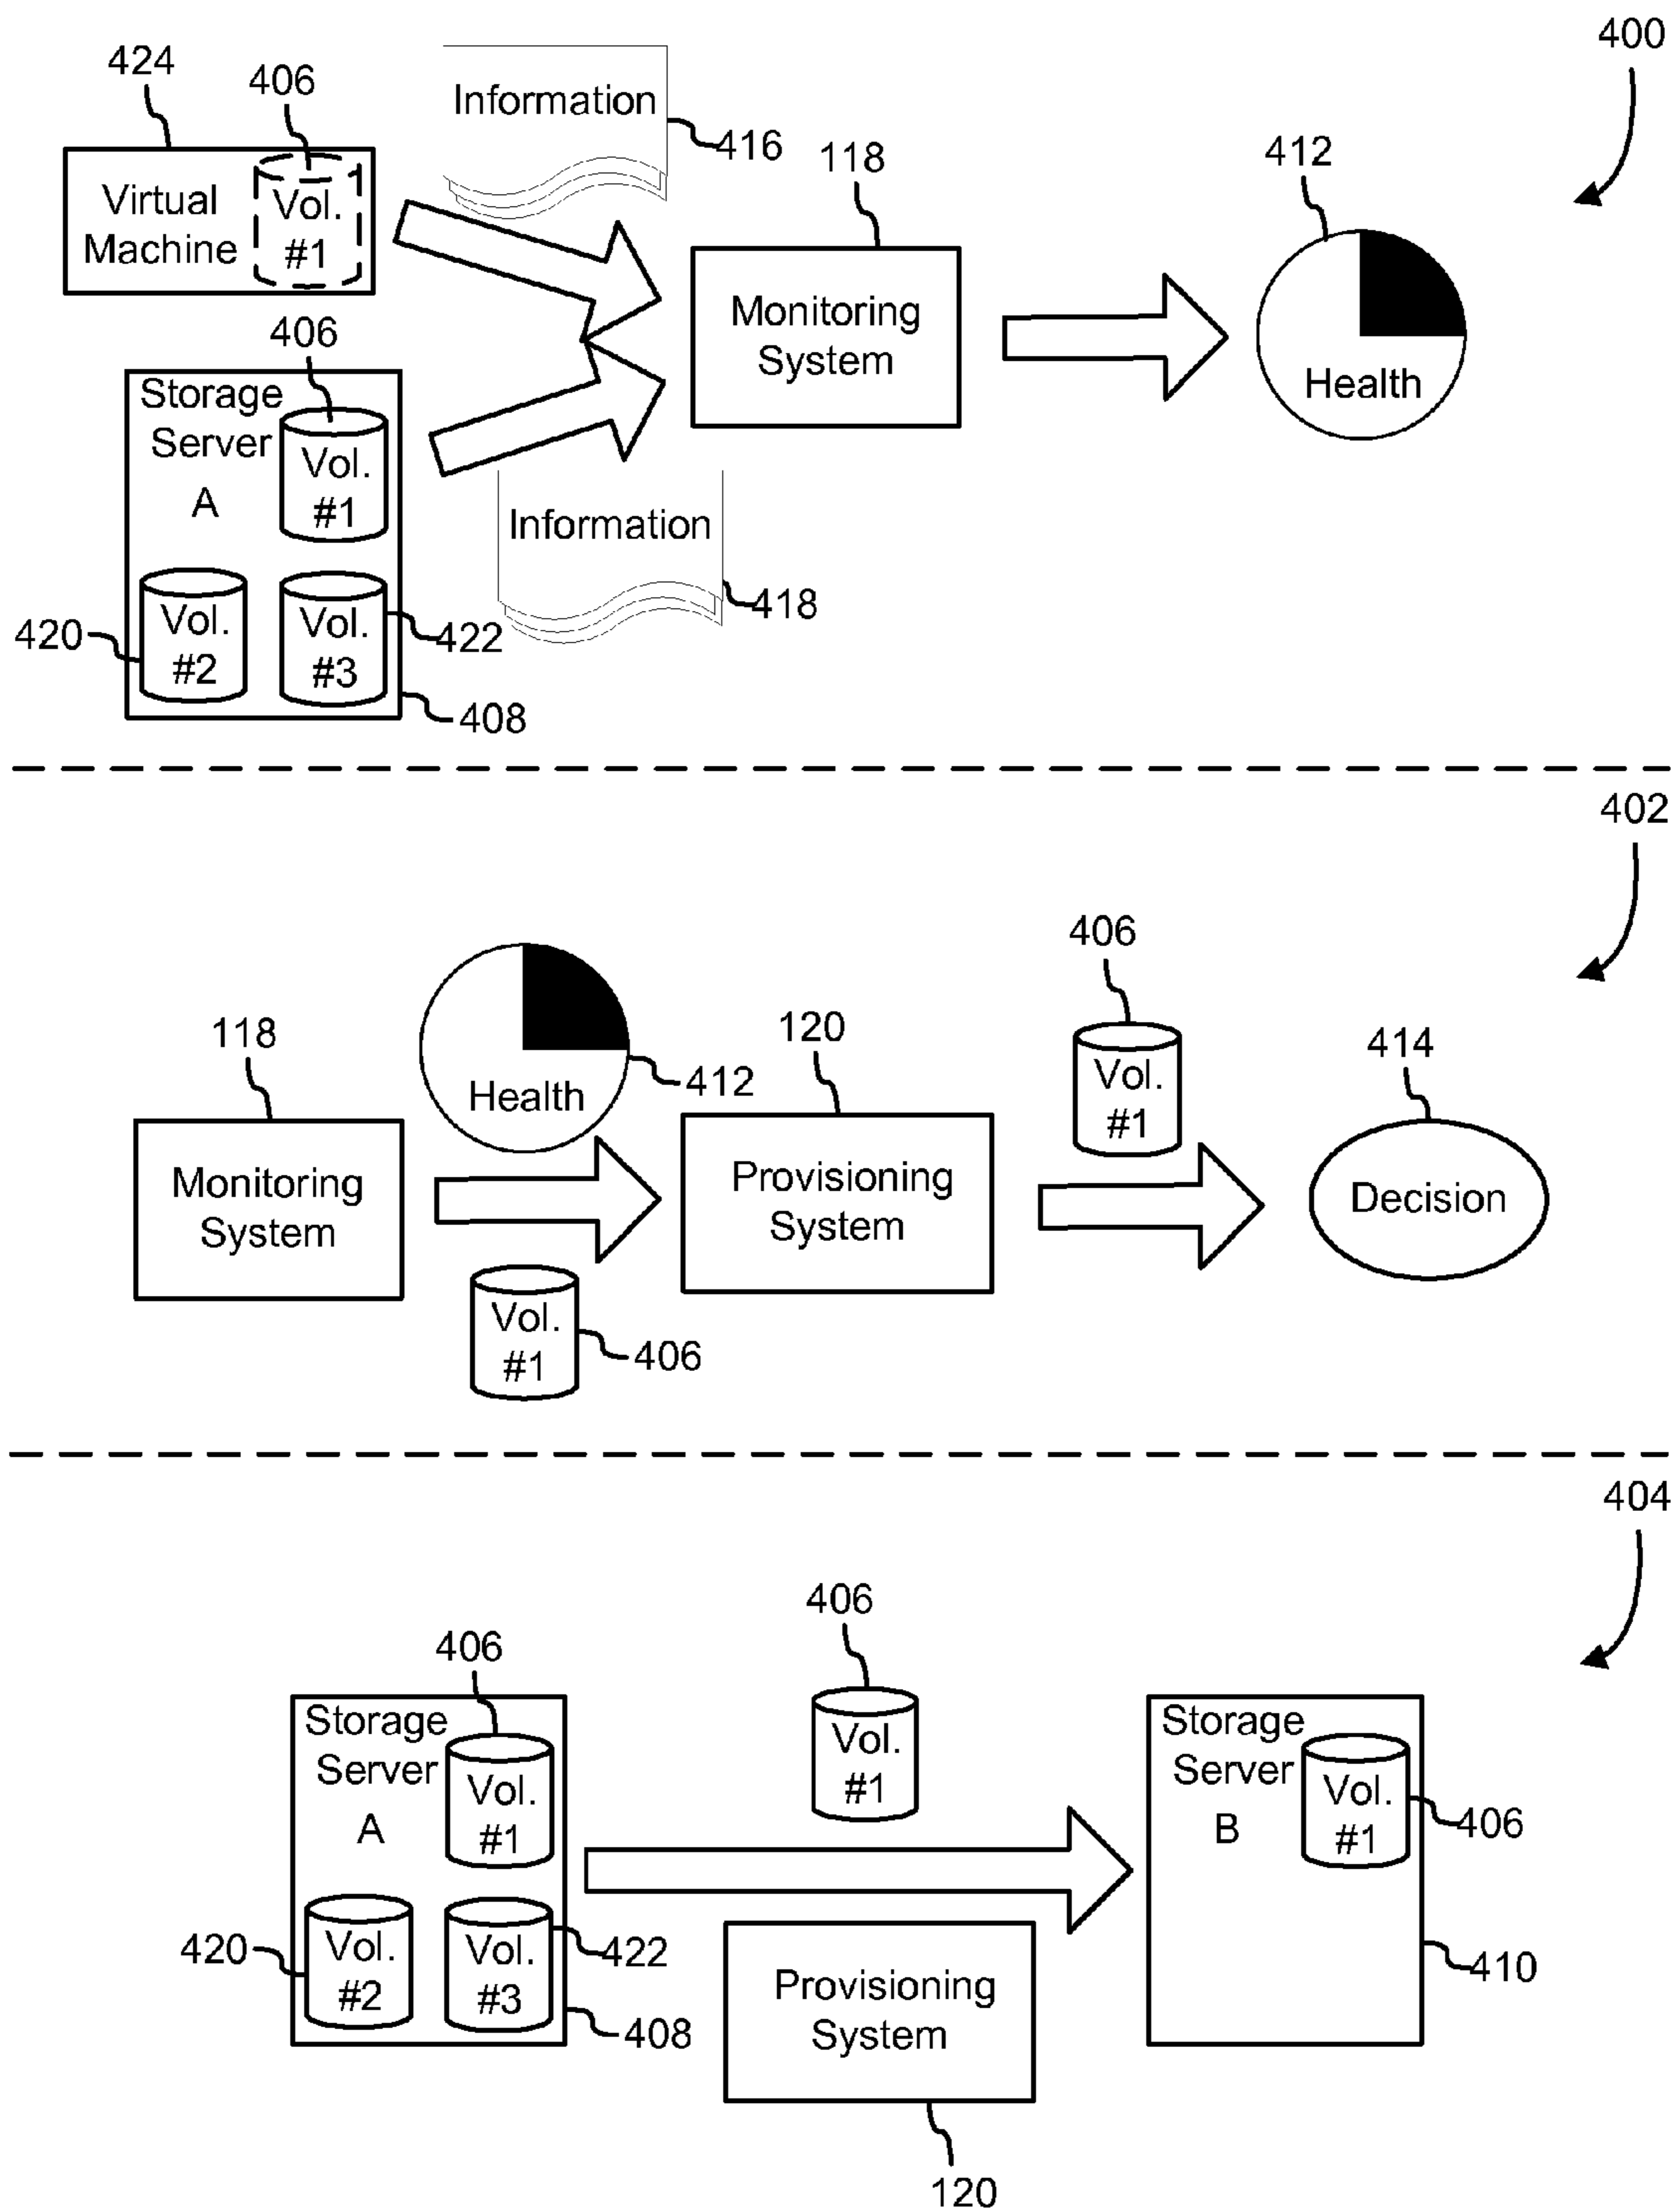 400
424
406
Information
416
118
412
Virtual
Machine
Vol.
#1
Monitoring
System
Health
406
Storage
Server
A
Vol.
#1
Information
418
420
Vol.
#2
Vol.
#3
422
408
402
406
118
412
Health
120
414
Vol.
#1
Monitoring
System
Provisioning
System
Decision
Vol.
#1
406
404
406
406
Storage
Server
A
Vol.
#1
Vol.
#1
Storage
Server
B
Vol.
#1
406
420
Vol.
#2
Vol.
#3
422
408
Provisioning
System
410
120